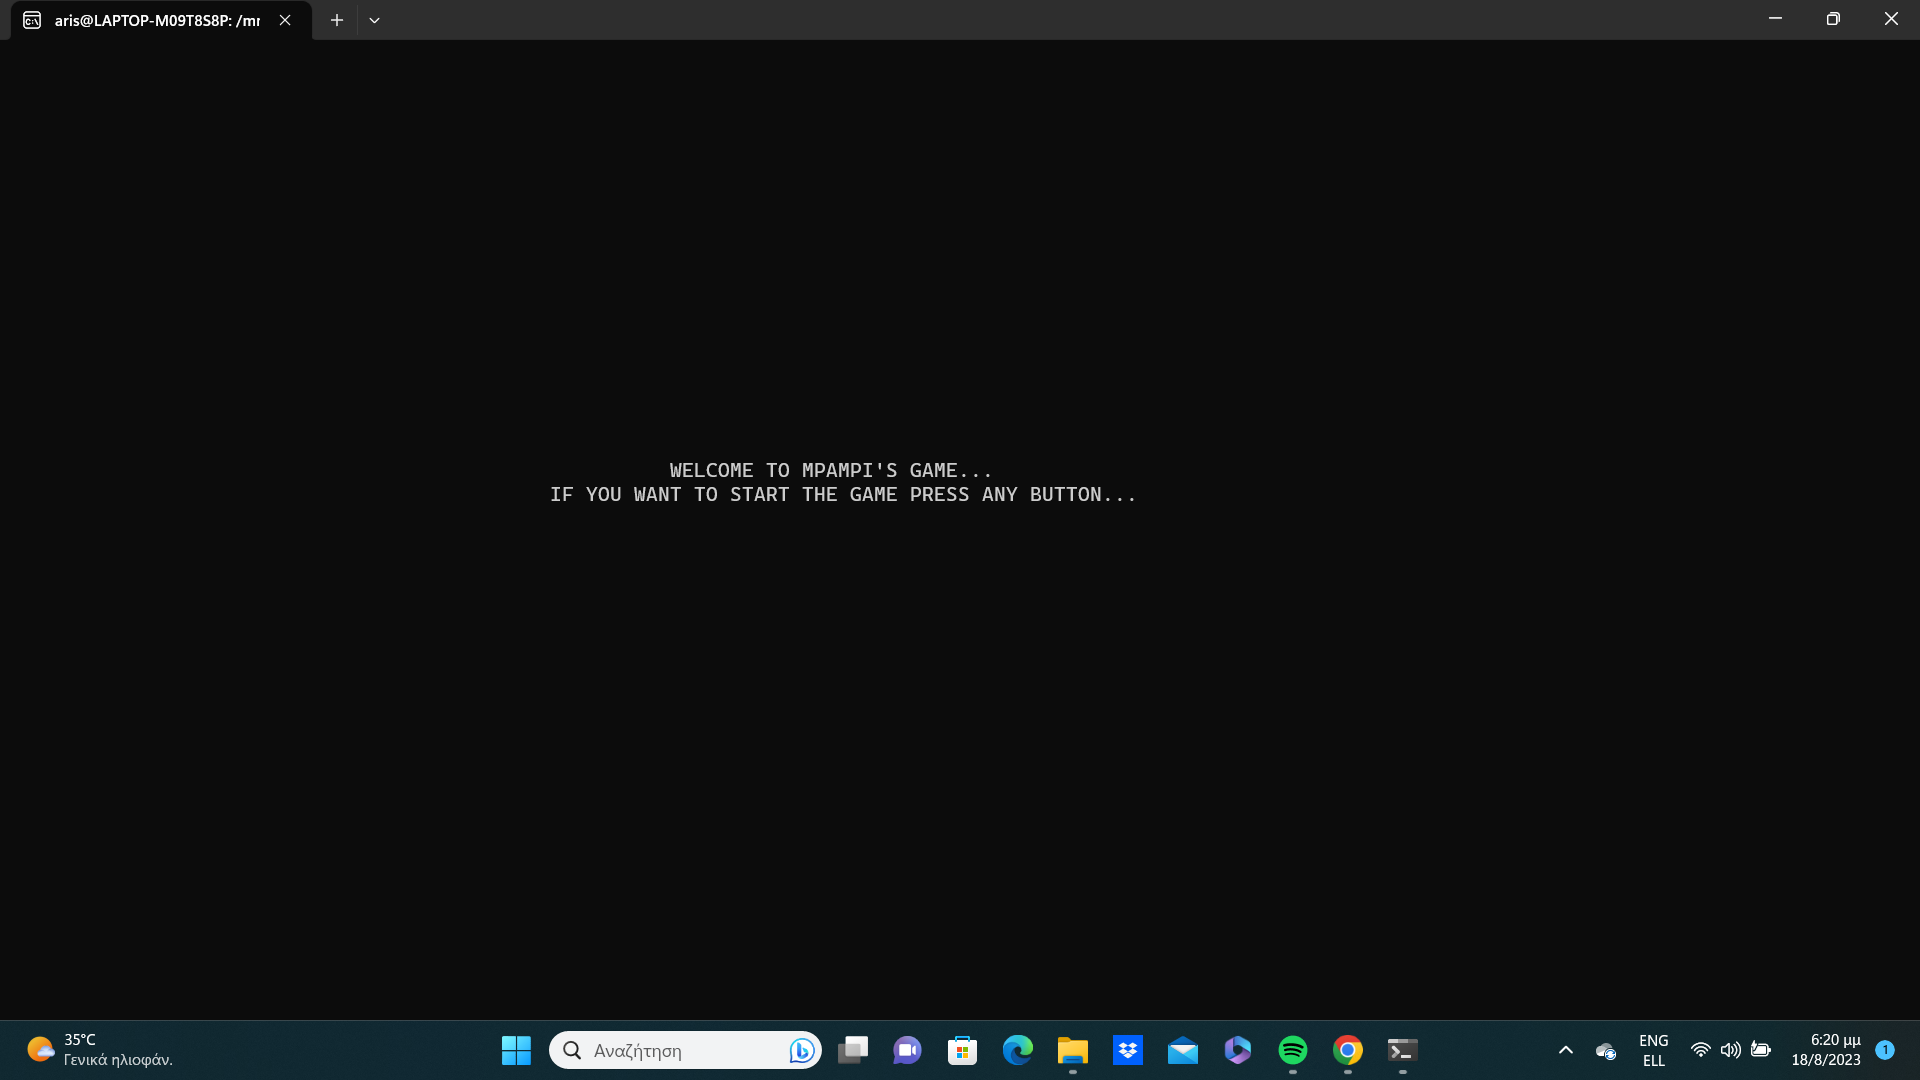 aris@LAPTOP-M09T8S8P: /mr
WELCOME TO MPAMPI'S GAME...
IF YOU WANT TO START THE GAME PRESS ANY BUTTON...
35°C
Γενικά ηλιοφάν.
Αναζήτηση
ENG
ELL
6:20 μμ
18/8/2023
1